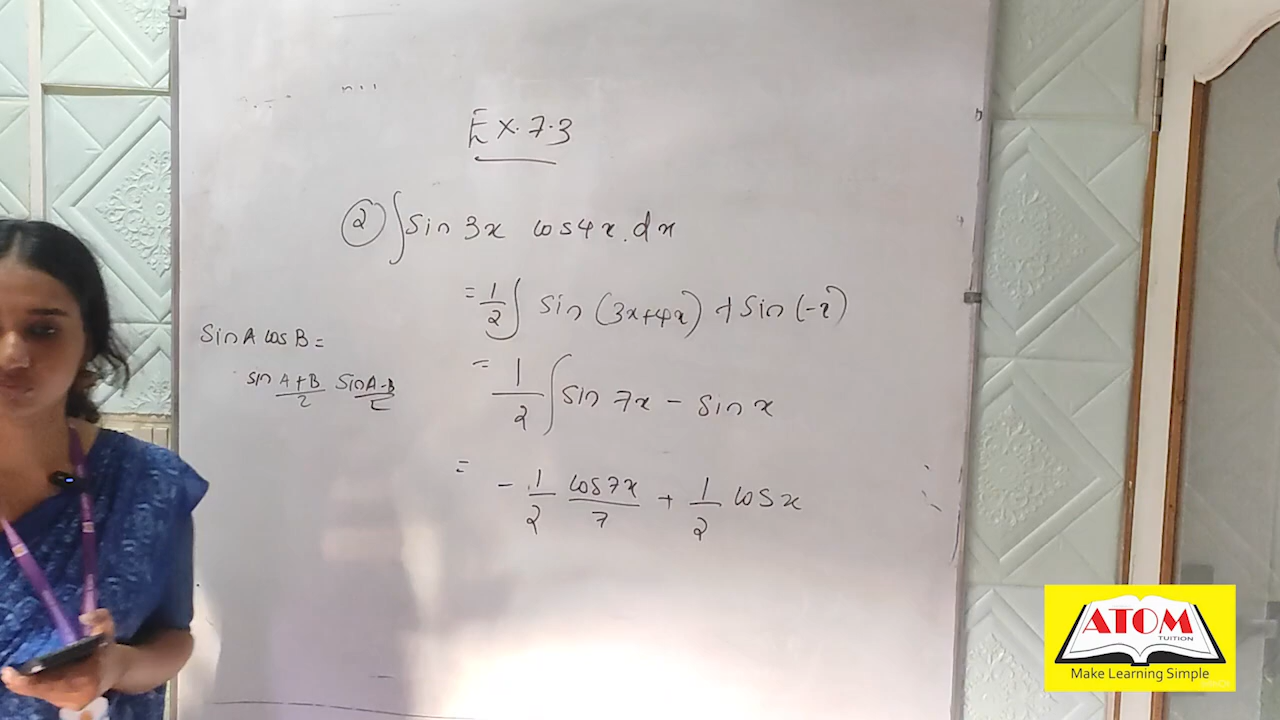 Ex. 7.3
② ∫ sin 3x cos4x. dx
= 1/2 ∫ sin (3x+4x) + sin (-x)
sin A cos B =
sin A+B/2 sin A-B/2
= 1/2 ∫ sin 7x - sin x
= - 1/2 cos7x/7 + 1/2 cos x
ATOM
TUITION
Make Learning Simple